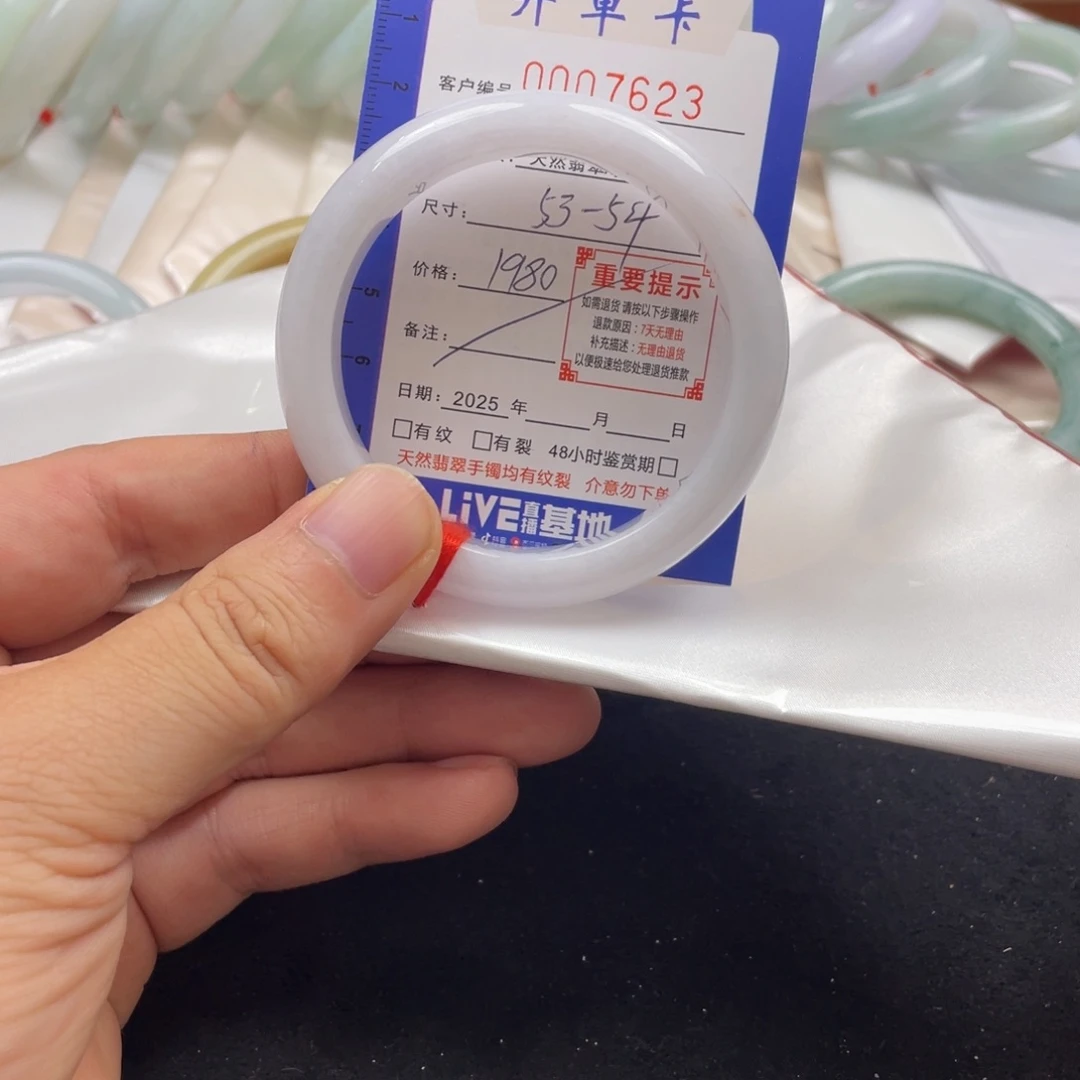 开单卡
客户编号 0007623
天然翡翠
尺寸: 53-54
价格: 1980
重要提示
如需退货 请按以下步骤操作
退款原因:7天无理由
补充描述:无理由退货
以便极速给您处理退货推款
备注:
日期: 2025 年 月 日
□有纹 □有裂 48小时鉴赏期□
天然翡翠手镯均有纹裂 介意勿下单
LiVE直播基地
抖音
1
2
5
6